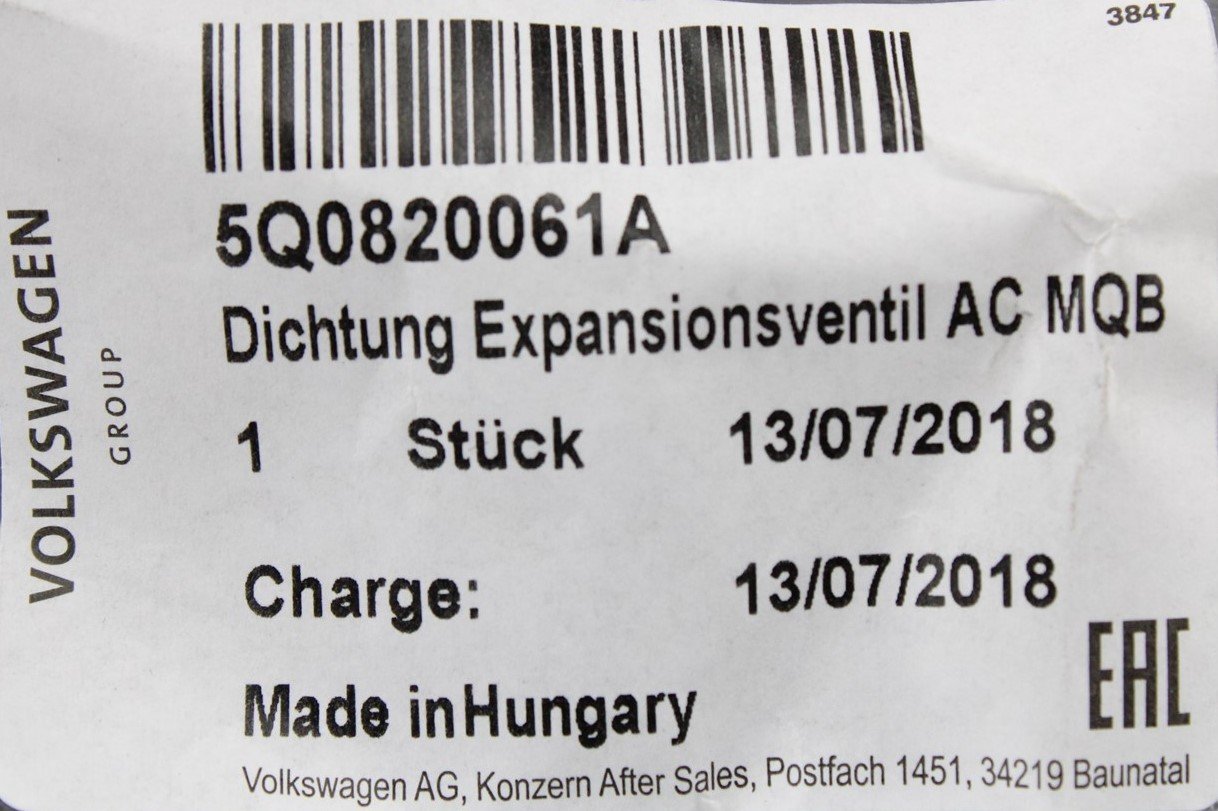 3847
5Q0820061A
Dichtung Expansionsventil AC MQB
1 Stück 13/07/2018
Charge: 13/07/2018
Made in Hungary
EAC
Volkswagen AG, Konzern After Sales, Postfach 1451, 34219 Baunatal
VOLKSWAGEN
GROUP